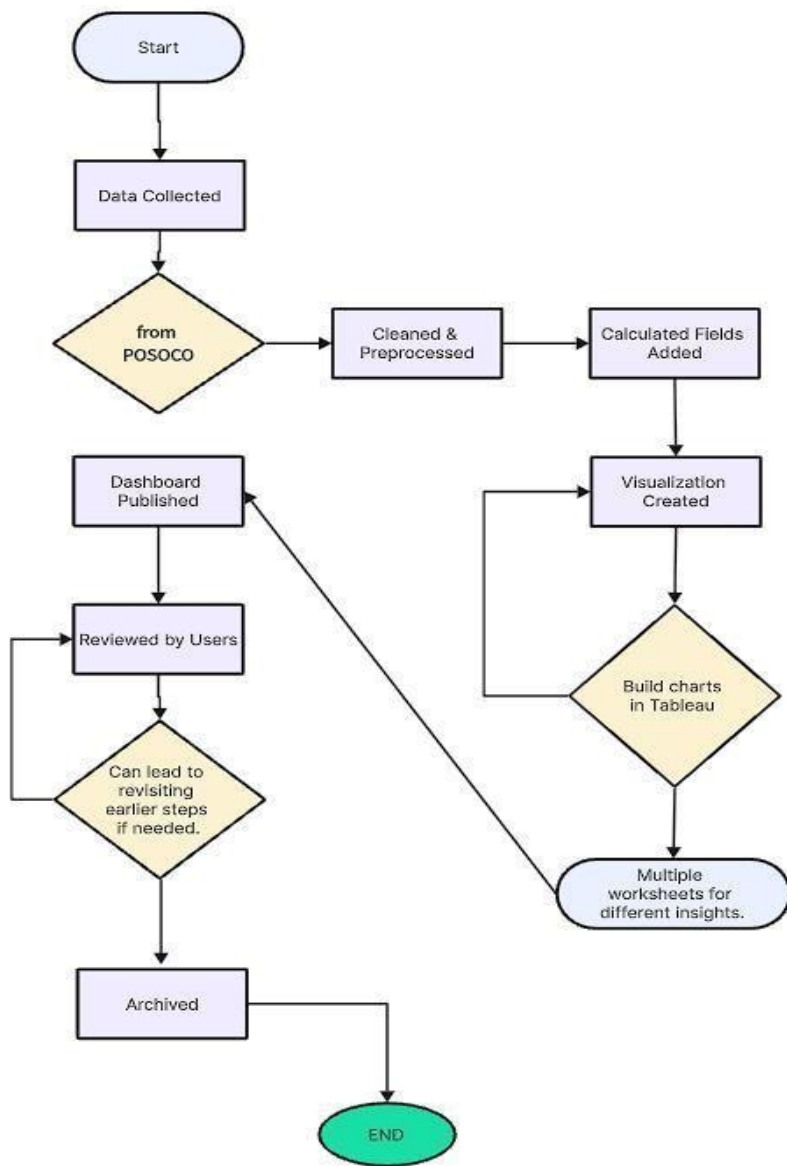 Start
Data Collected
from
POSOCO
Cleaned &
Preprocessed
Calculated Fields
Added
Dashboard
Published
Visualization
Created
Reviewed by Users
Build charts
in Tableau
Can lead to
revisiting
earlier steps
if needed.
Multiple
worksheets for
different insights.
Archived
END